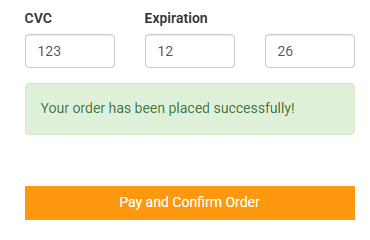 CVC Expiration
123 12 26
Your order has been placed successfully!
Pay and Confirm Order